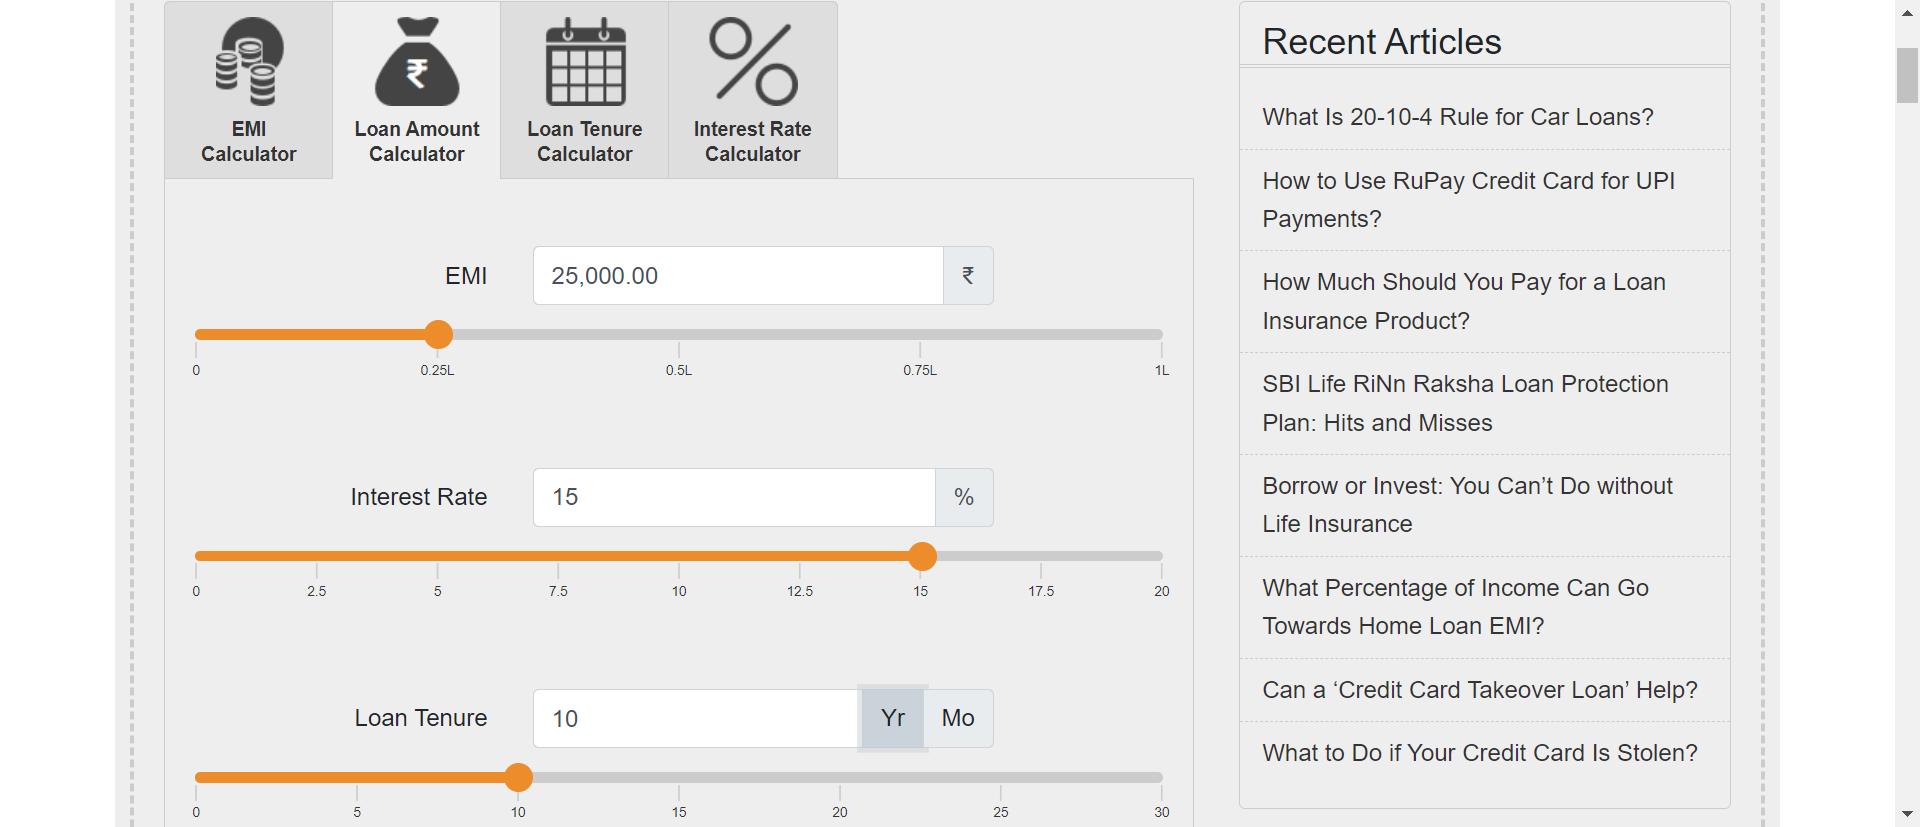 EMI
Calculator
₹
Loan Amount
Calculator
Loan Tenure
Calculator
Interest Rate
Calculator
EMI
25,000.00
₹
0
0.25L
0.5L
0.75L
1L
Interest Rate
15
%
0
2.5
5
7.5
10
12.5
15
17.5
20
Loan Tenure
10
Yr
Mo
0
5
10
15
20
25
30
Recent Articles
What Is 20-10-4 Rule for Car Loans?
How to Use RuPay Credit Card for UPI
Payments?
How Much Should You Pay for a Loan
Insurance Product?
SBI Life RiNn Raksha Loan Protection
Plan: Hits and Misses
Borrow or Invest: You Can’t Do without
Life Insurance
What Percentage of Income Can Go
Towards Home Loan EMI?
Can a ‘Credit Card Takeover Loan’ Help?
What to Do if Your Credit Card Is Stolen?